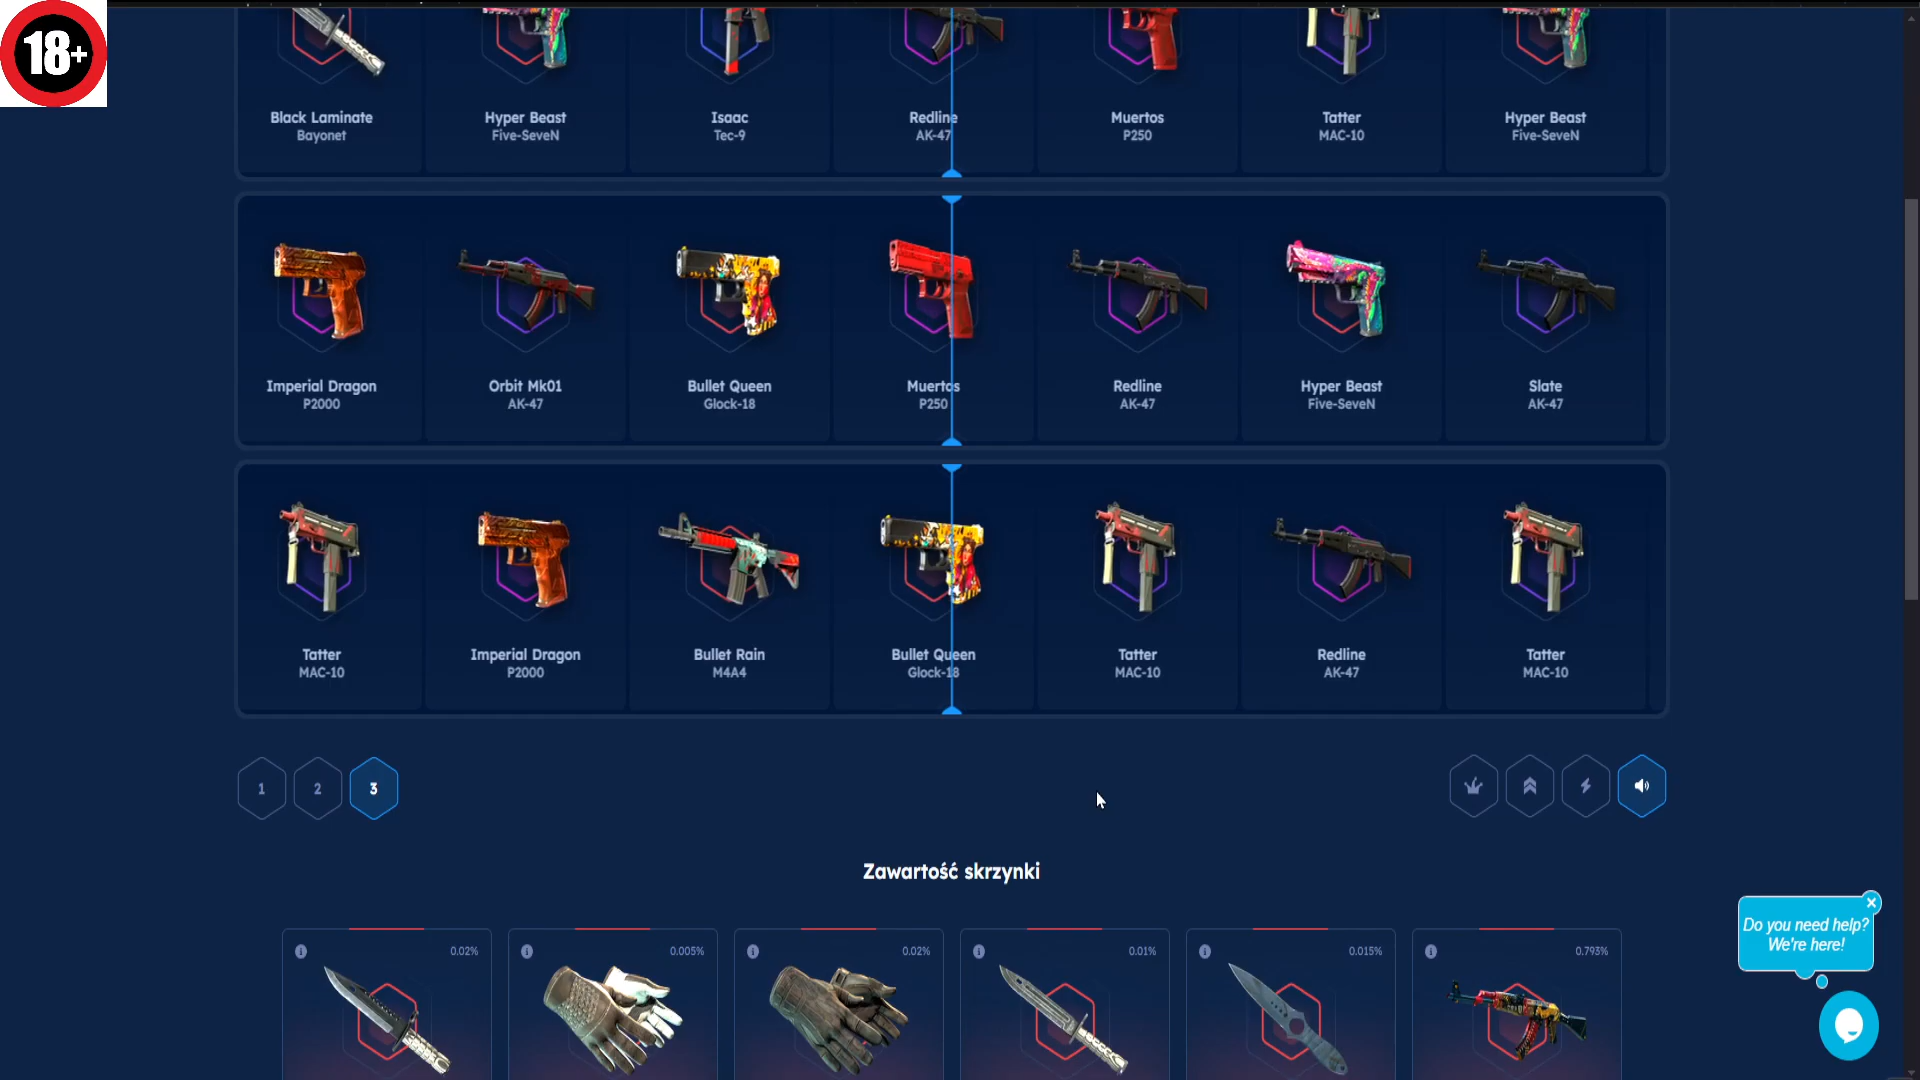 18+
Black Laminate
Bayonet
Hyper Beast
Five-SeveN
Isaac
Tec-9
Redline
AK-47
Muertos
P250
Tatter
MAC-10
Hyper Beast
Five-SeveN
Imperial Dragon
P2000
Orbit Mk01
AK-47
Bullet Queen
Glock-18
Muertos
P250
Redline
AK-47
Hyper Beast
Five-SeveN
Slate
AK-47
Tatter
MAC-10
Imperial Dragon
P2000
Bullet Rain
M4A4
Bullet Queen
Glock-18
Tatter
MAC-10
Redline
AK-47
Tatter
MAC-10
1
2
3
Zawartość skrzynki
0.02%
0.005%
0.02%
0.01%
0.015%
0.793%
Do you need help?
We're here!